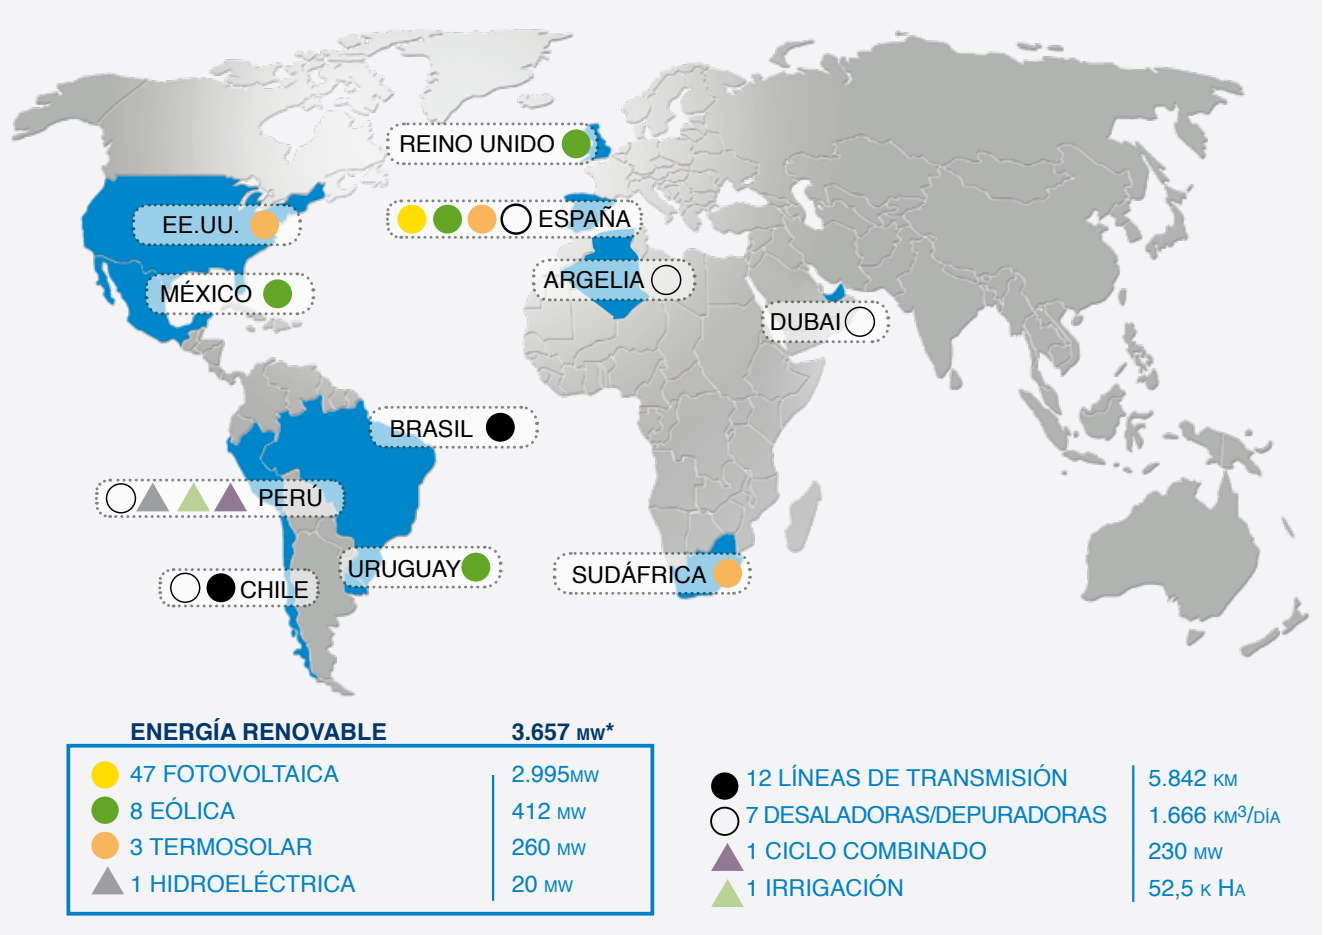 REINO UNIDO
EE.UU.
ESPAÑA
MÉXICO
ARGELIA
DUBAI
BRASIL
PERÚ
URUGUAY
SUDÁFRICA
CHILE
ENERGÍA RENOVABLE 3.657 MW*
47 FOTOVOLTAICA 2.995MW
8 EÓLICA 412 MW
3 TERMOSOLAR 260 MW
1 HIDROELÉCTRICA 20 MW
12 LÍNEAS DE TRANSMISIÓN 5.842 KM
7 DESALADORAS/DEPURADORAS 1.666 KM³/DÍA
1 CICLO COMBINADO 230 MW
1 IRRIGACIÓN 52,5 K HA